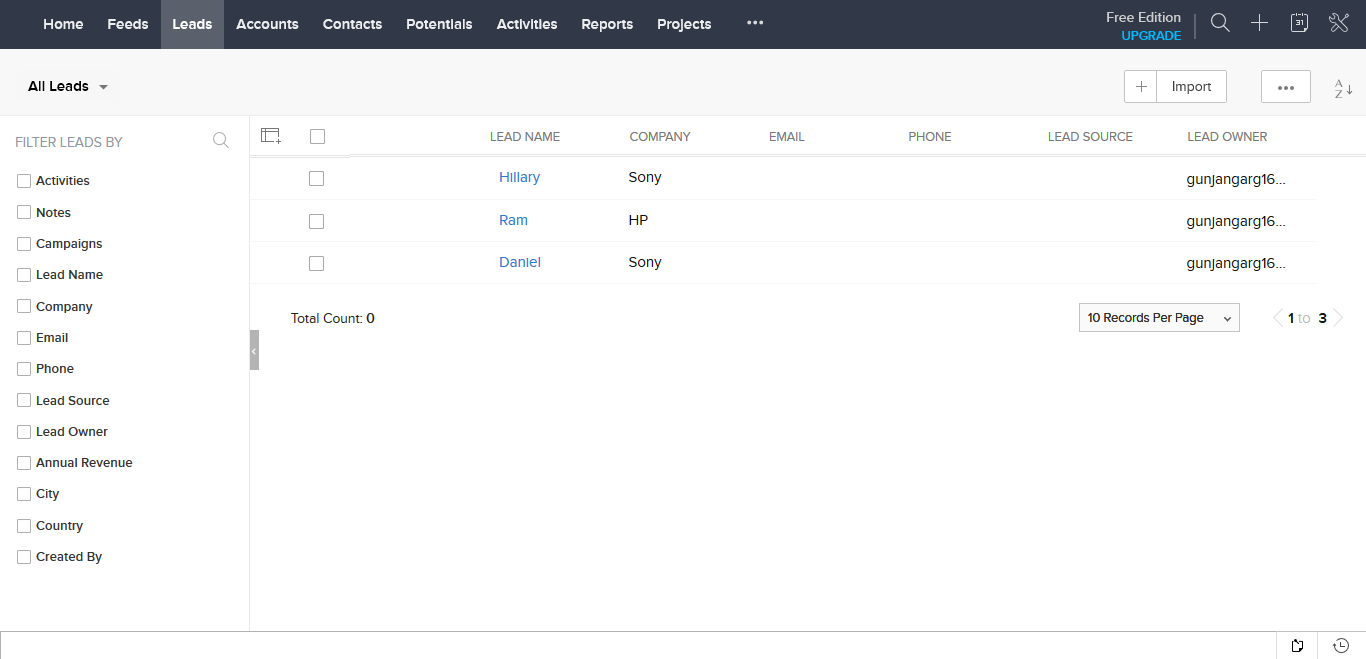 Home Feeds Leads Accounts Contacts Potentials Activities Reports Projects ••• Free Edition
UPGRADE
31
All Leads
Import
•••
A
Z
FILTER LEADS BY
LEAD NAME COMPANY EMAIL PHONE LEAD SOURCE LEAD OWNER
Activities
Notes
Campaigns
Lead Name
Company
Email
Phone
Lead Source
Lead Owner
Annual Revenue
City
Country
Created By
Hillary Sony gunjangarg16...
Ram HP gunjangarg16...
Daniel Sony gunjangarg16...
Total Count: 0
10 Records Per Page
1 to 3